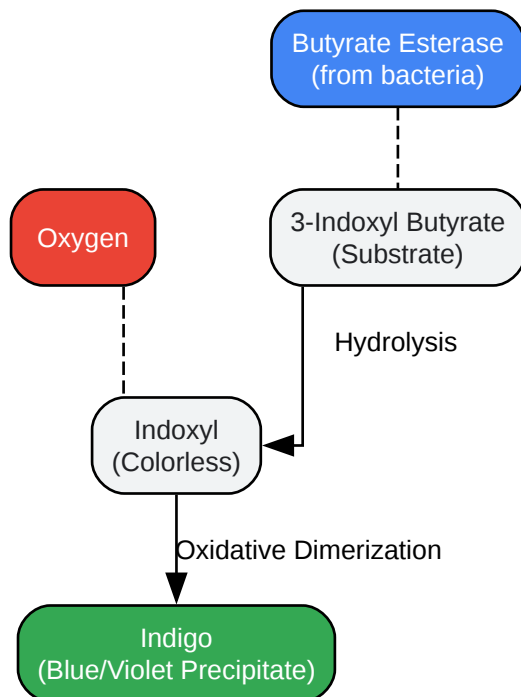 Butyrate Esterase
(from bacteria)
Oxygen
3-Indoxyl Butyrate
(Substrate)
Hydrolysis
Indoxyl
(Colorless)
Oxidative Dimerization
Indigo
(Blue/Violet Precipitate)